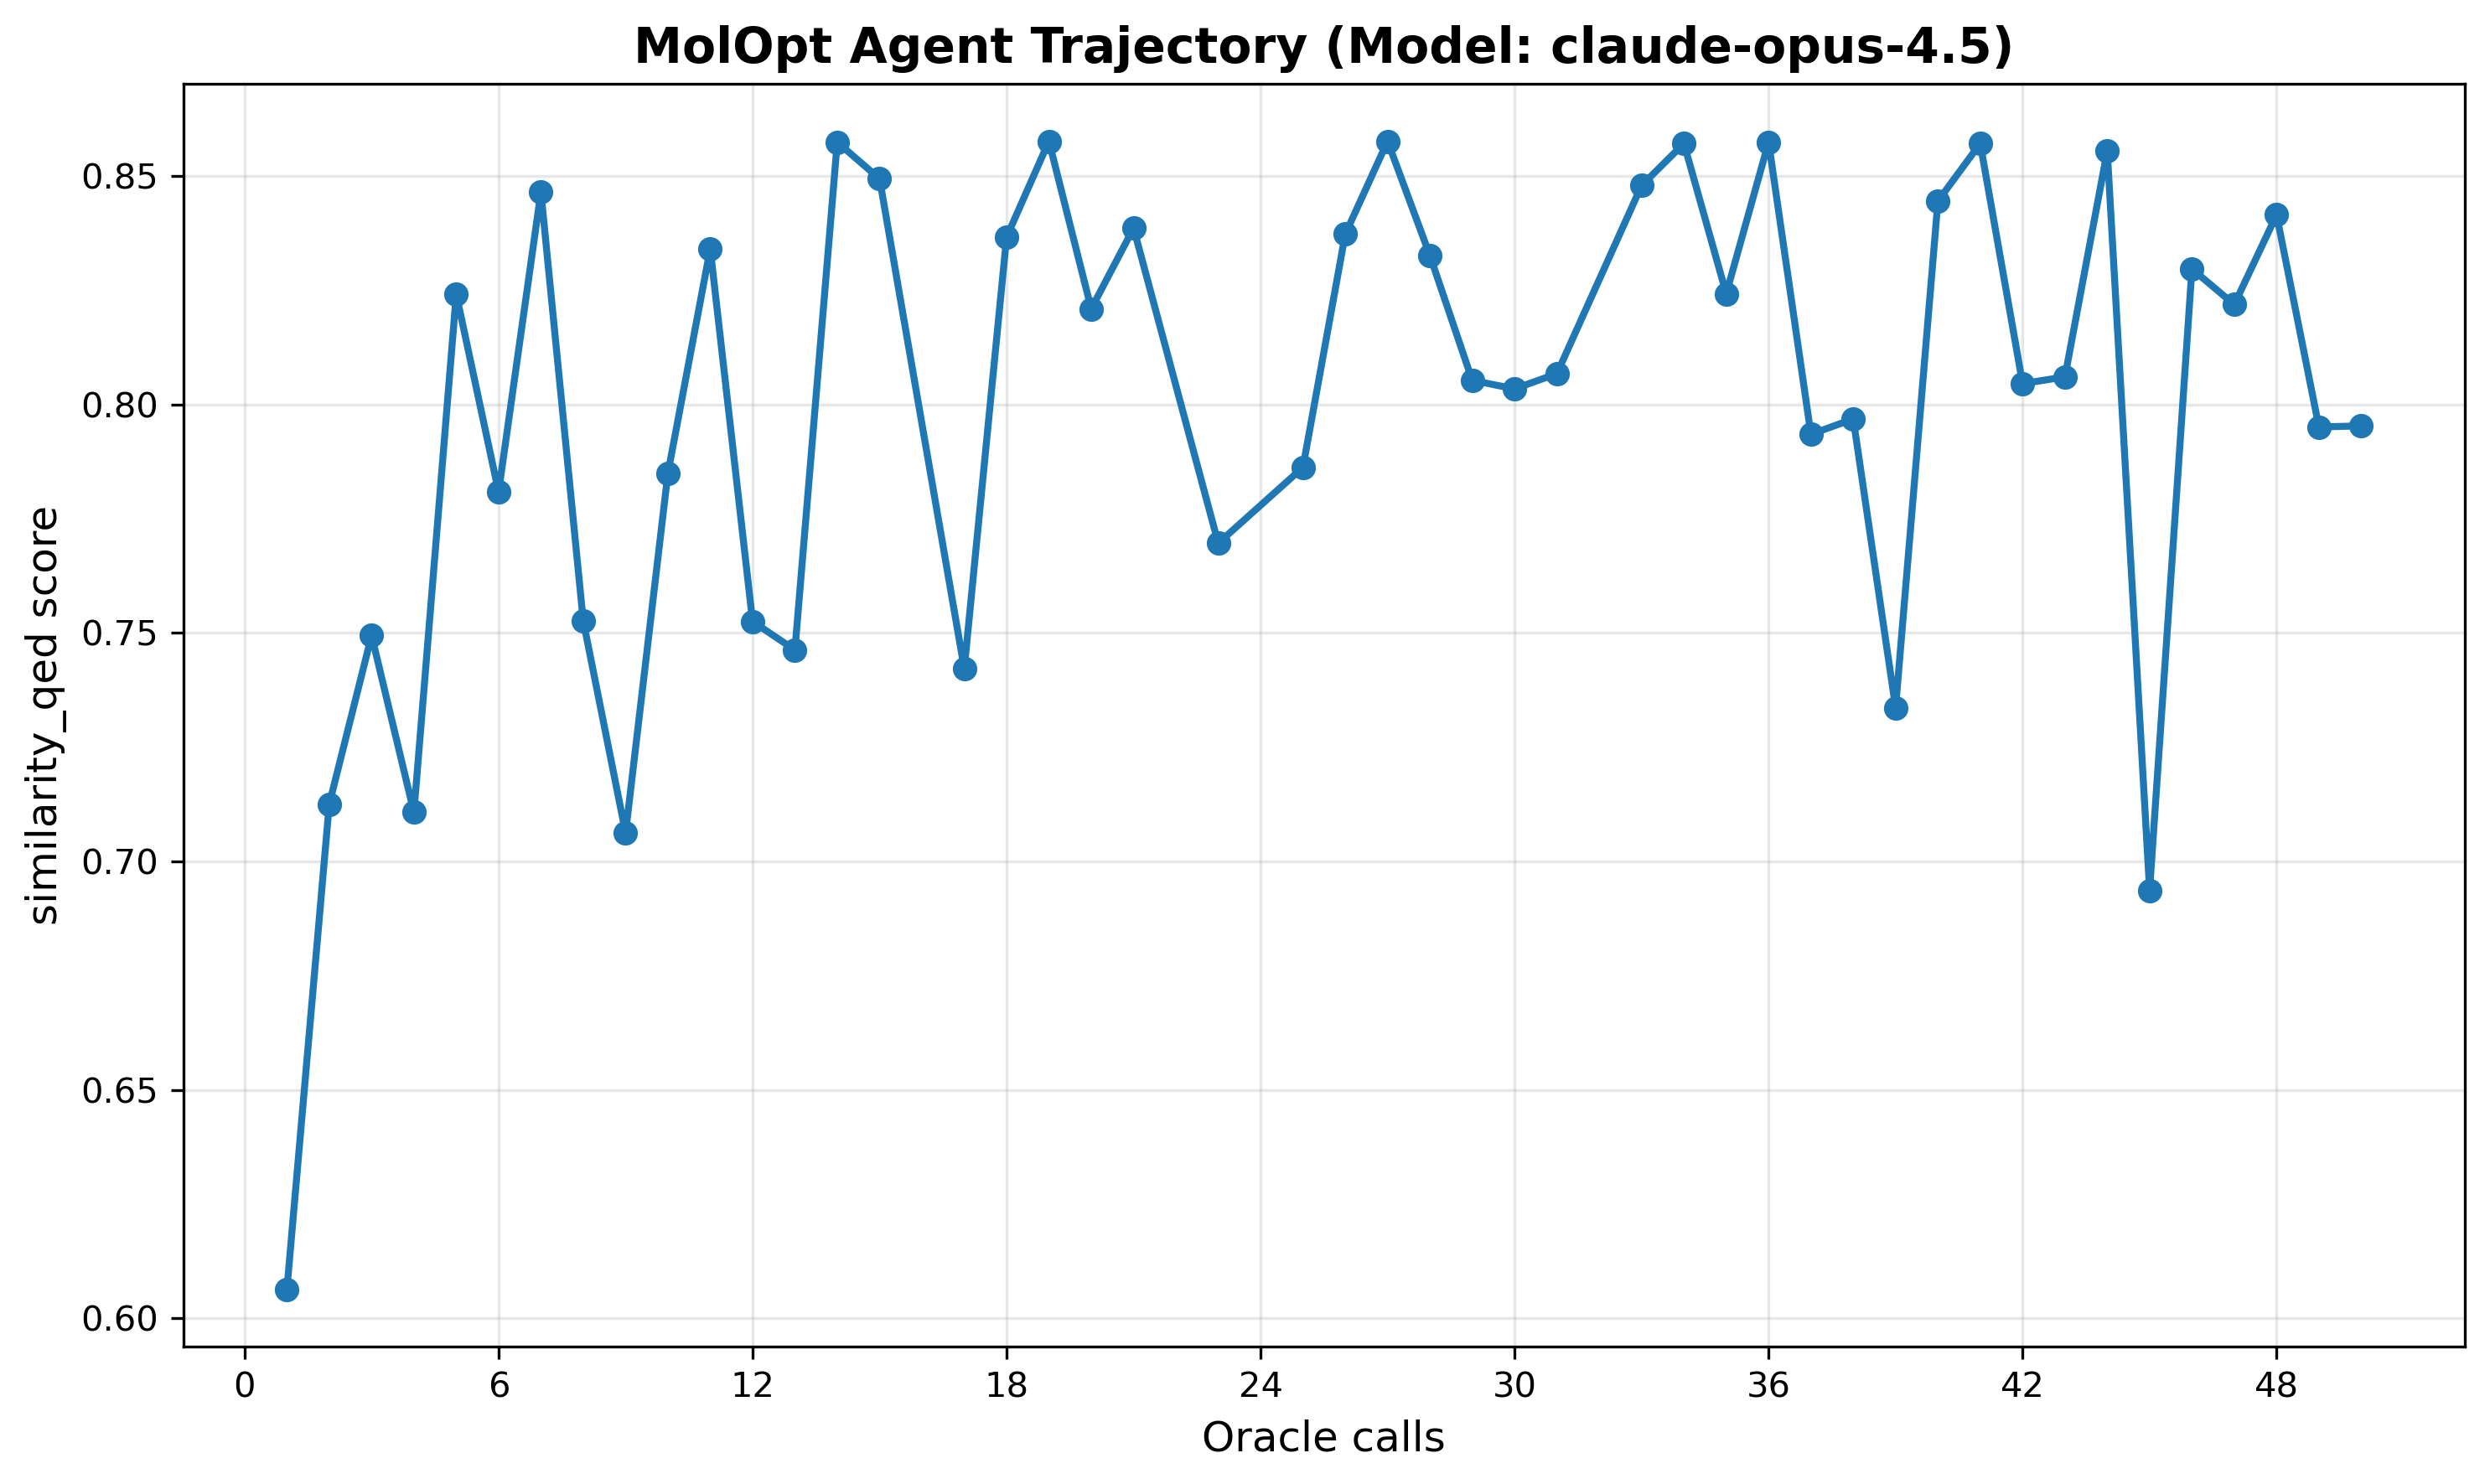 MolOpt Agent Trajectory (Model: claude-opus-4.5)
similarity_qed score
0.85
0.80
0.75
0.70
0.65
0.60
0 6 12 18 24 30 36 42 48
Oracle calls